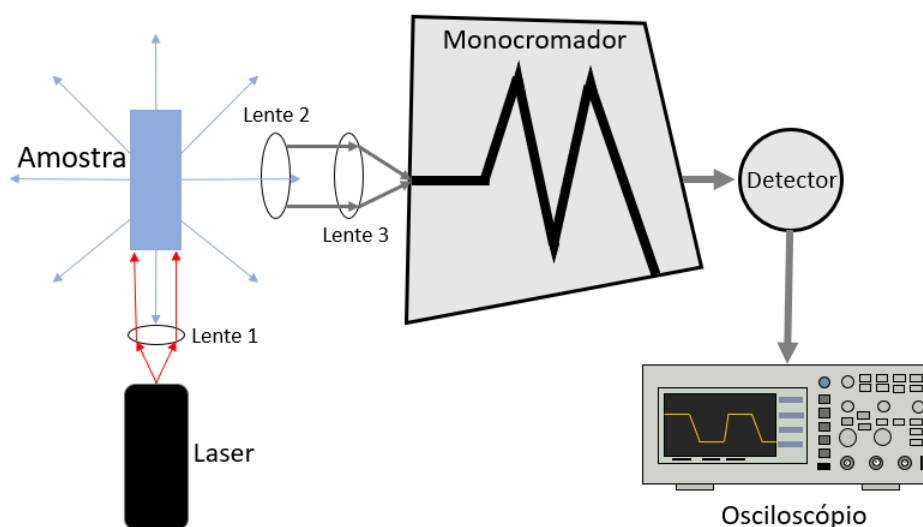 Monocromador
Lente 2
Amostra
Detector
Lente 3
Lente 1
Laser
Osciloscópio